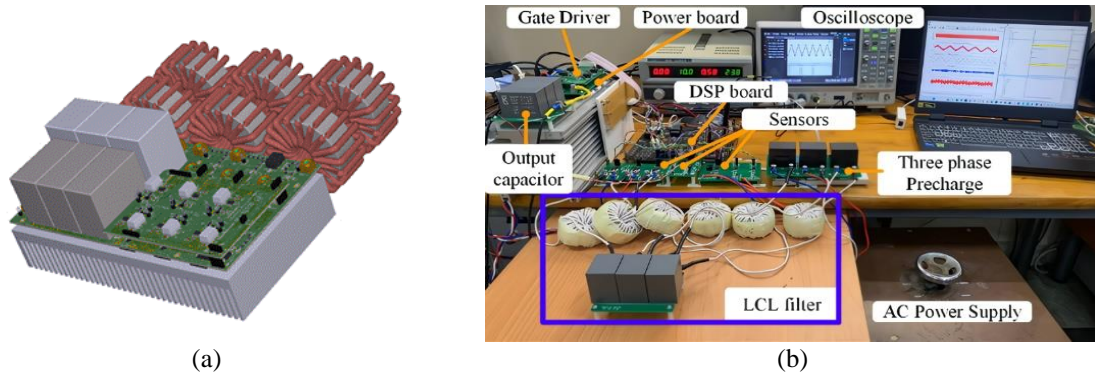 Gate Driver
Power board
Oscilloscope
DSP board
Sensors
Output
capacitor
Three phase
Precharge
LCL filter
AC Power Supply
(a)
(b)